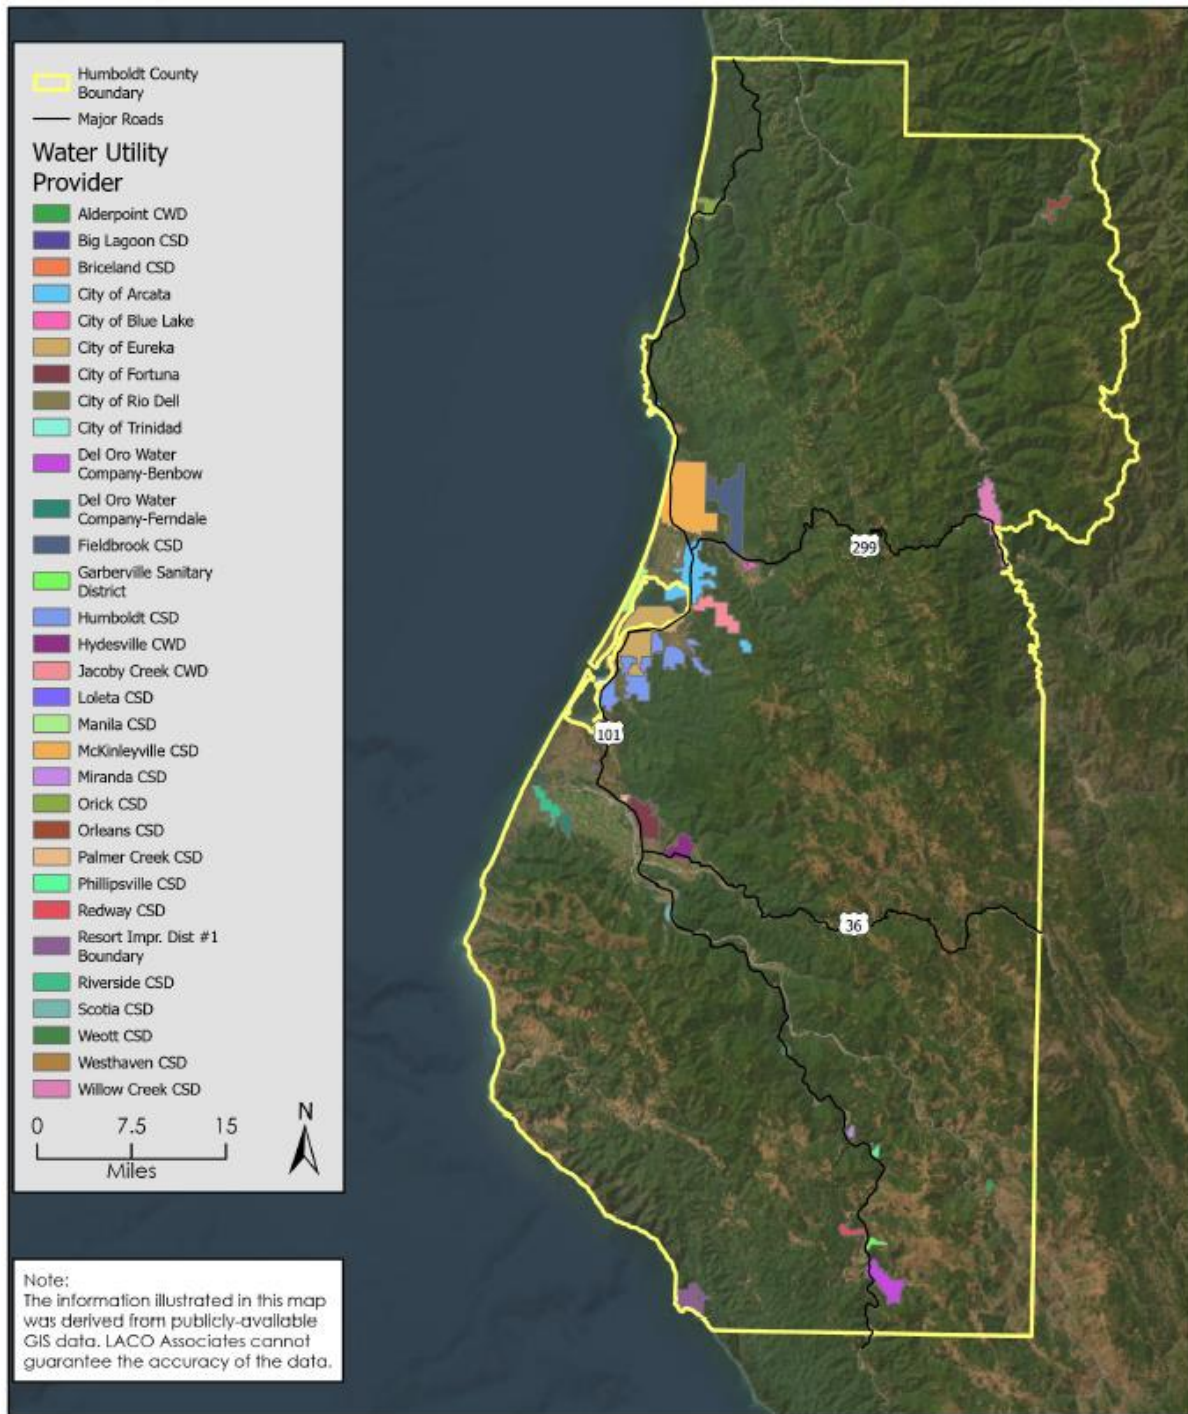 Humboldt County
Boundary
Major Roads
Water Utility
Provider
Alderpoint CWD
Big Lagoon CSD
Briceland CSD
City of Arcata
City of Blue Lake
City of Eureka
City of Fortuna
City of Rio Dell
City of Trinidad
Del Oro Water
Company-Benbow
Del Oro Water
Company-Ferndale
Fieldbrook CSD
Garberville Sanitary
District
Humboldt CSD
Hydesville CWD
Jacoby Creek CWD
Loleta CSD
Manila CSD
McKinleyville CSD
Miranda CSD
Orick CSD
Orleans CSD
Palmer Creek CSD
Phillipsville CSD
Redway CSD
Resort Impr. Dist #1
Boundary
Riverside CSD
Scotia CSD
Weott CSD
Westhaven CSD
Willow Creek CSD
N
0 7.5 15
Miles
Note:
The information illustrated in this map
was derived from publicly-available
GIS data. LACO Associates cannot
guarantee the accuracy of the data.
299
101
36